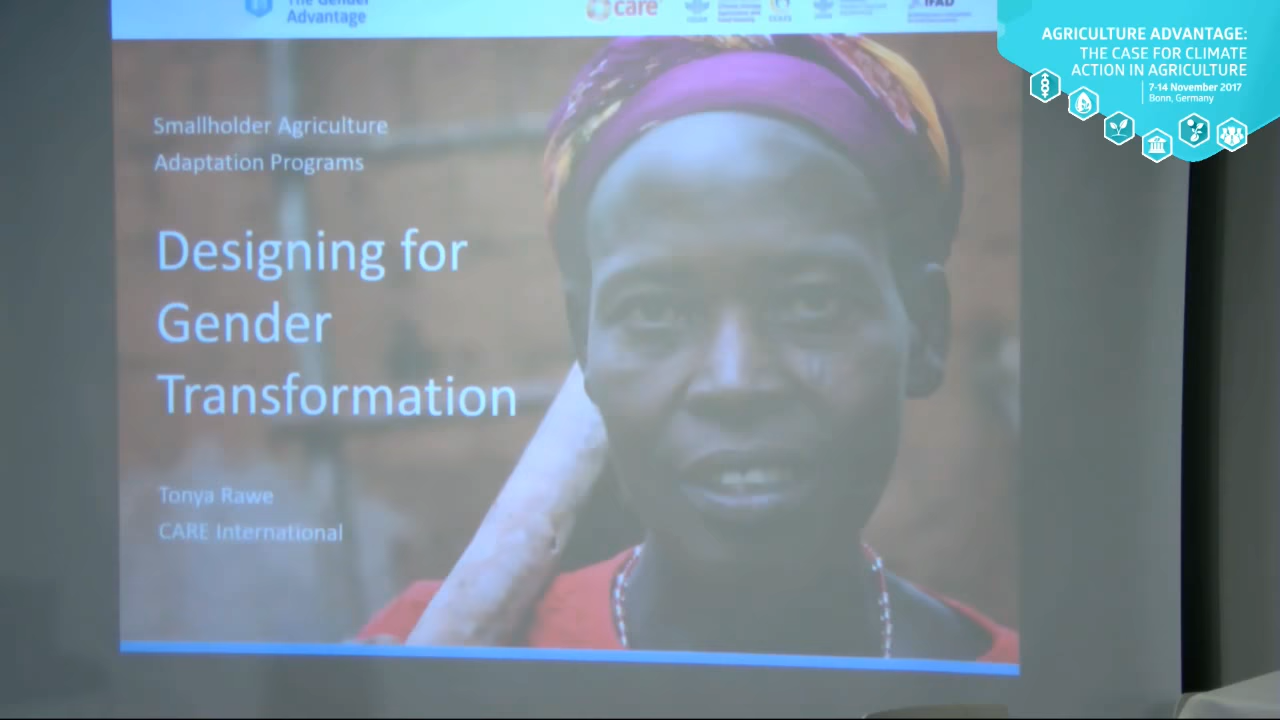 The Gender
Advantage
care
IFAD
AGRICULTURE ADVANTAGE:
THE CASE FOR CLIMATE
ACTION IN AGRICULTURE
7-14 November 2017
Bonn, Germany
Smallholder Agriculture
Adaptation Programs
Designing for
Gender
Transformation
Tonya Rawe
CARE International